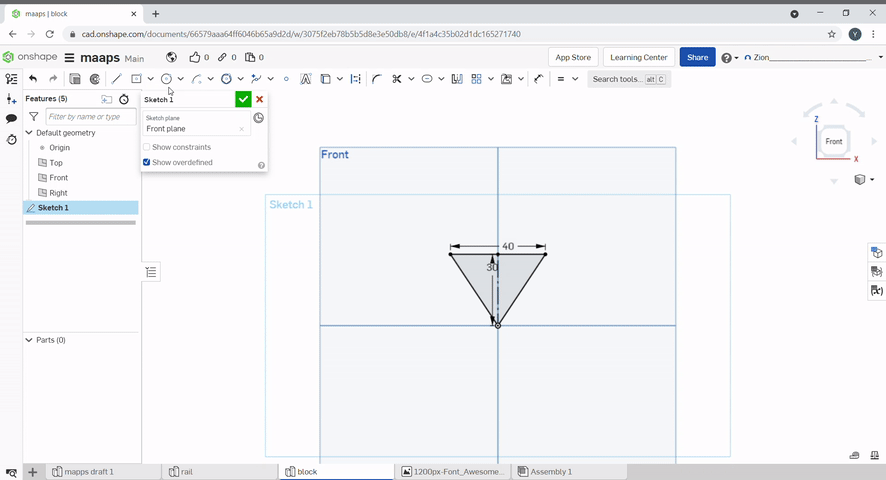 maaps | block
cad.onshape.com/documents/66579aaa64ff6046b65a9d2d/w/3075f2eb78b5b5d8e3e50db8/e/4f1a4c35b02d1dc165271740
Y
onshape
maaps Main
0
0
0
App Store
Learning Center
Share
Zion_
Search tools... alt C
Features (5)
Filter by name or type
Default geometry
Origin
Top
Front
Right
Sketch 1
Parts (0)
Sketch 1
Sketch plane
Front plane
Show constraints
Show overdefined
Front
Sketch 1
40
30
Z
Front
X
mapps draft 1
rail
block
1200px-Font_Awesome...
Assembly 1